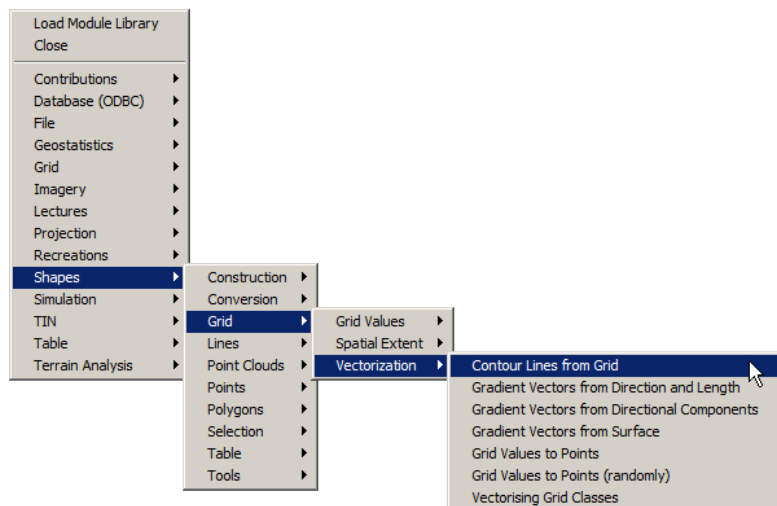 Load Module Library
Close
Contributions
Database (ODBC)
File
Geostatistics
Grid
Imagery
Lectures
Projection
Recreations
Shapes
Simulation
TIN
Table
Terrain Analysis
Construction
Conversion
Grid
Lines
Point Clouds
Points
Polygons
Selection
Table
Tools
Grid Values
Spatial Extent
Vectorization
Contour Lines from Grid
Gradient Vectors from Direction and Length
Gradient Vectors from Directional Components
Gradient Vectors from Surface
Grid Values to Points
Grid Values to Points (randomly)
Vectorising Grid Classes